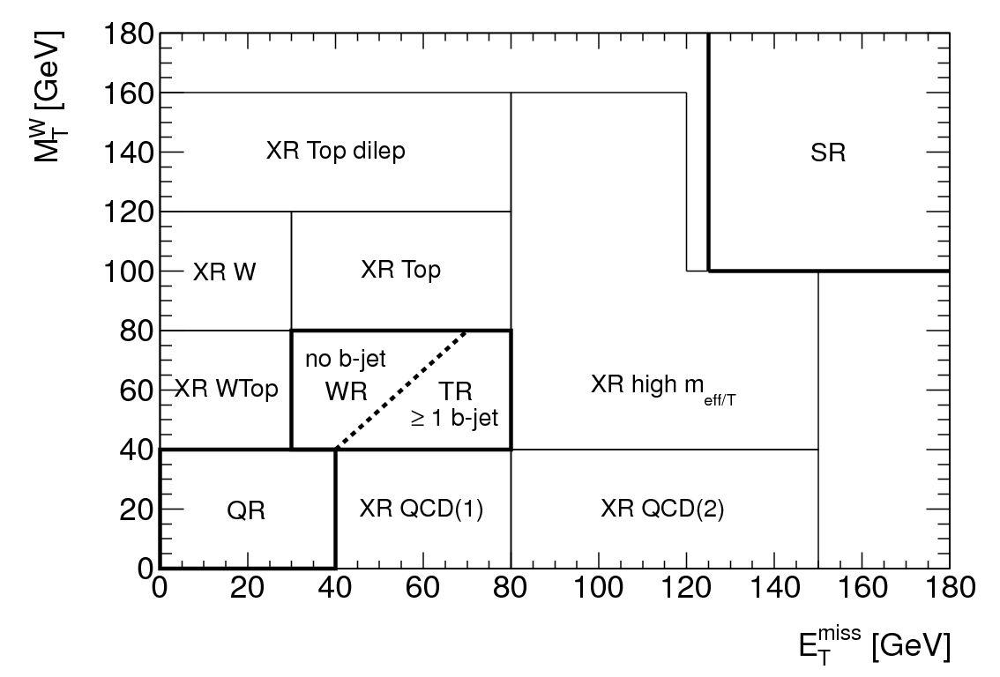 M_T^W [GeV]
180
160
140
120
100
80
60
40
20
0
XR Top dilep
SR
XR W
XR Top
no b-jet
WR
TR
≥ 1 b-jet
XR WTop
XR high m_eff/T
QR
XR QCD(1)
XR QCD(2)
0 20 40 60 80 100 120 140 160 180
E_T^miss [GeV]